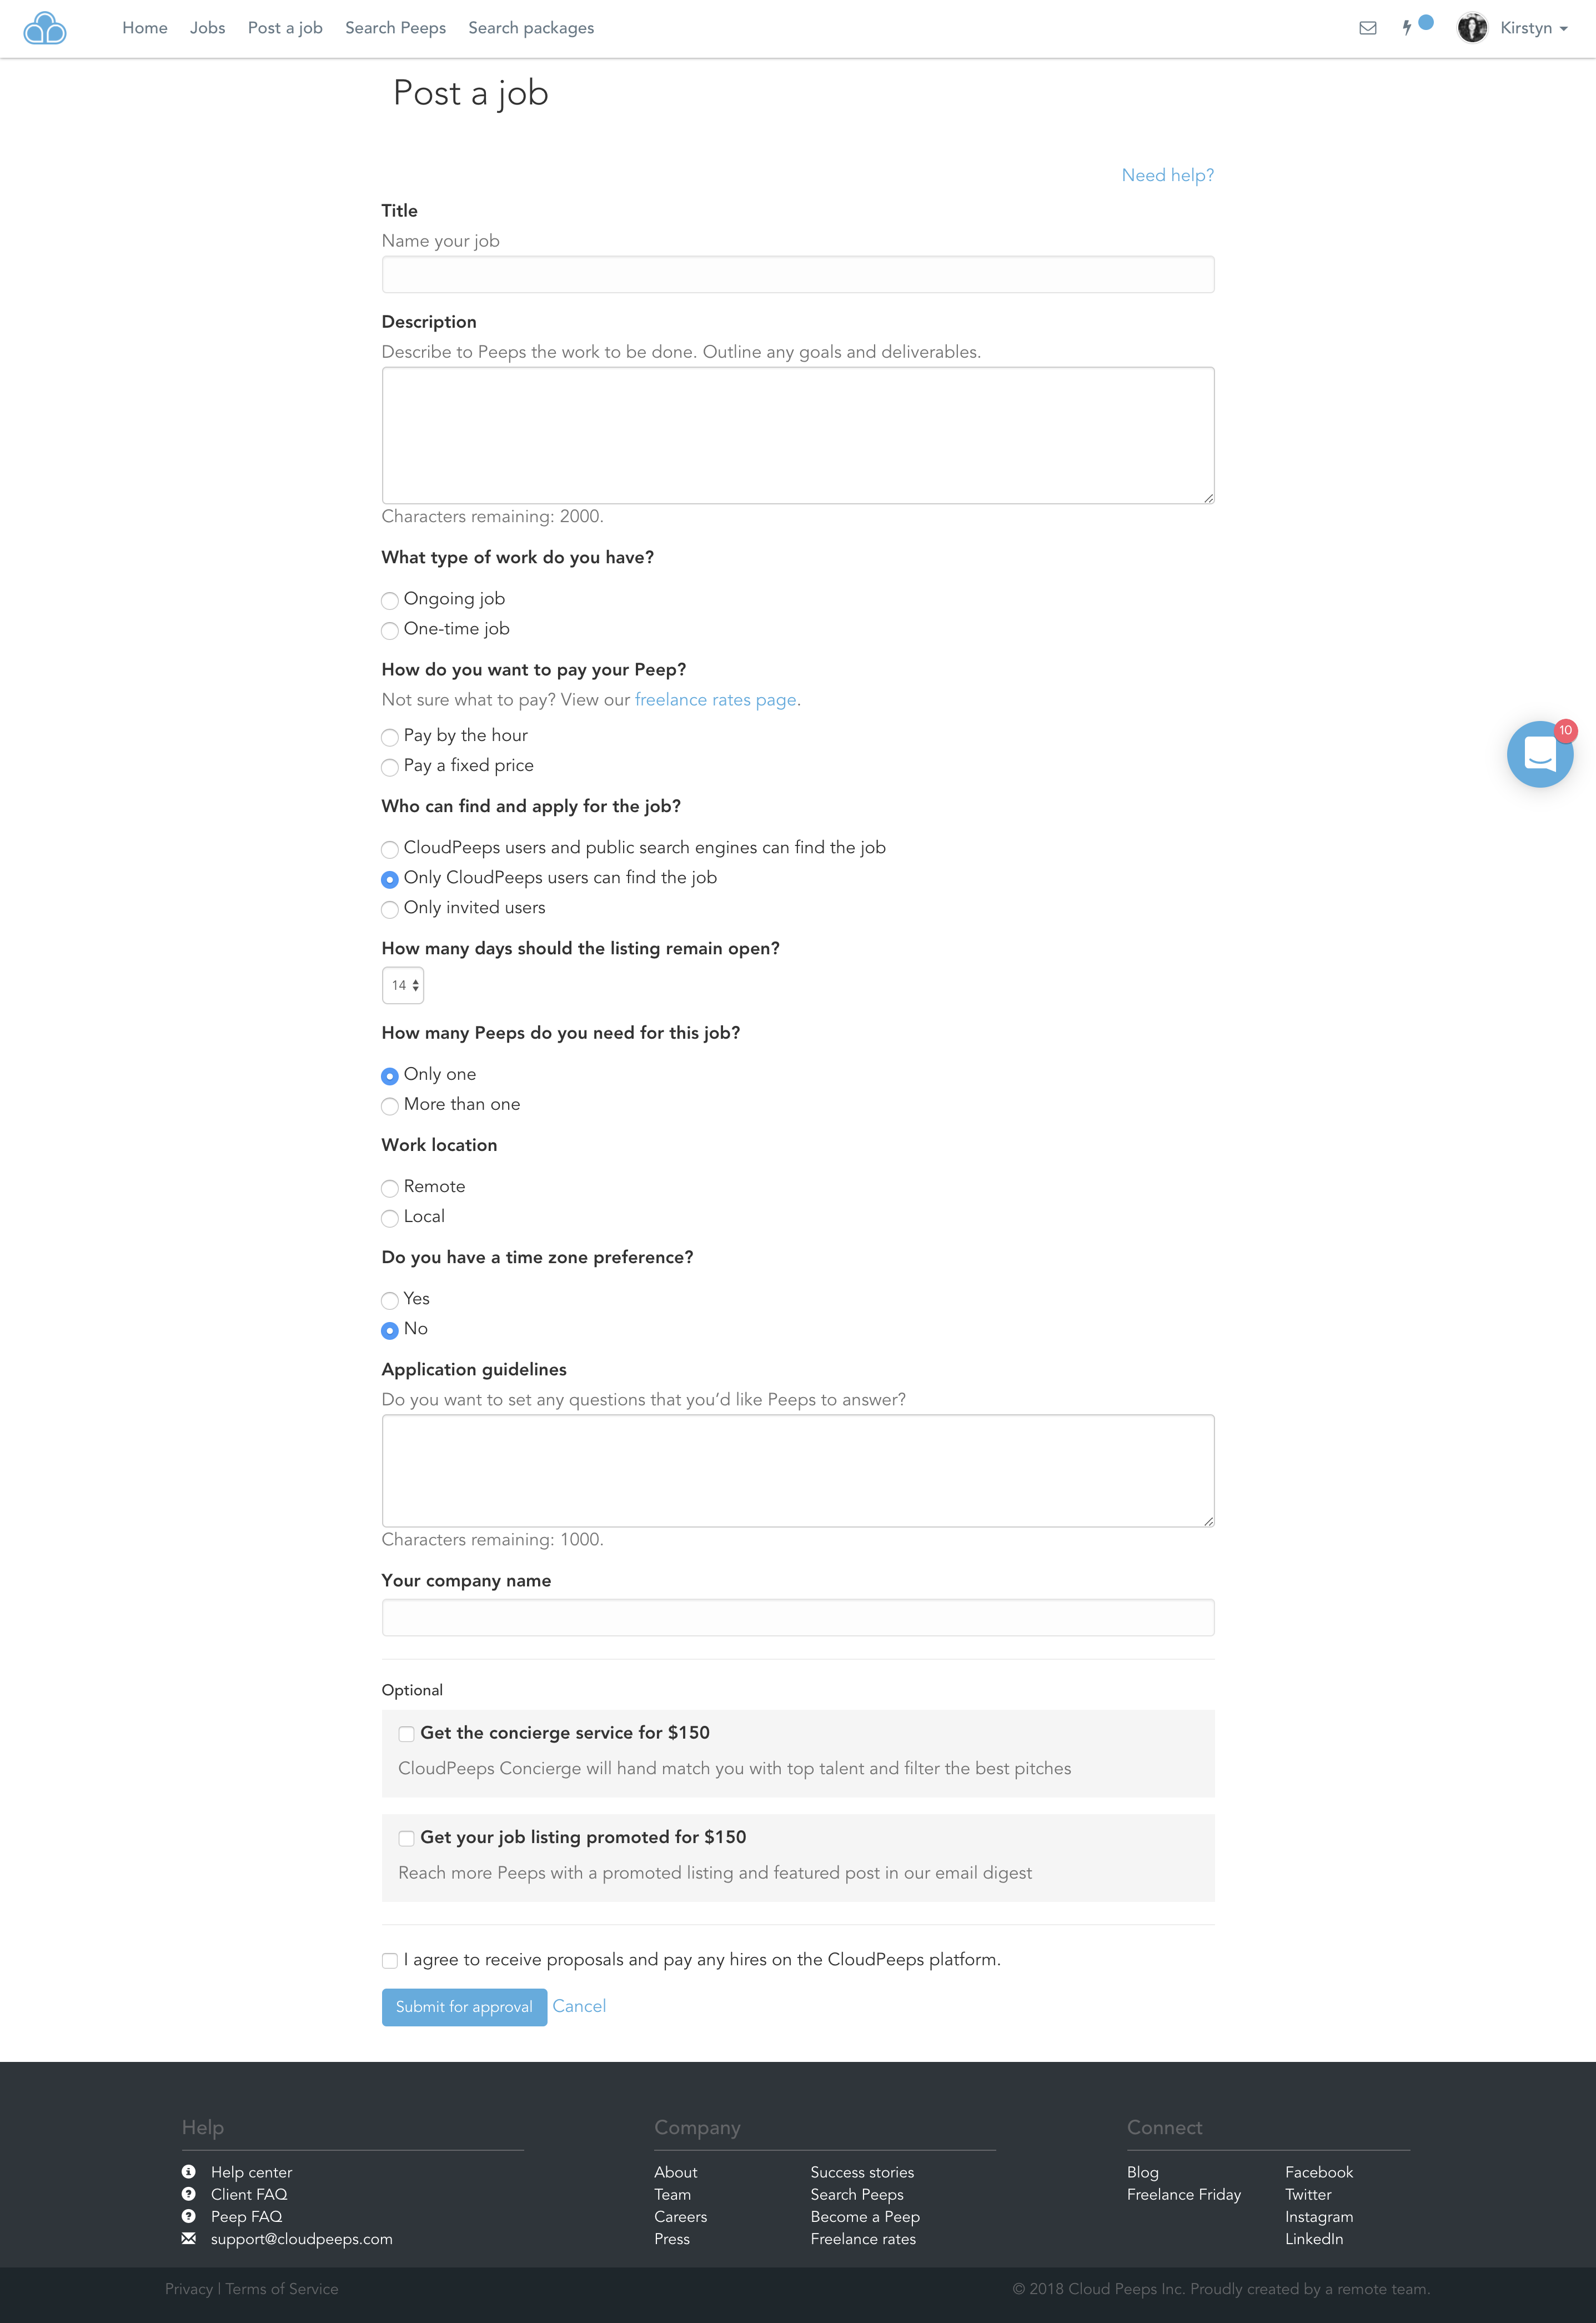 Home Jobs Post a job Search Peeps Search packages Kirstyn
Post a job
Need help?
Title
Name your job
Description
Describe to Peeps the work to be done. Outline any goals and deliverables.
Characters remaining: 2000.
What type of work do you have?
Ongoing job
One-time job
How do you want to pay your Peep?
Not sure what to pay? View our freelance rates page.
Pay by the hour
Pay a fixed price
10
Who can find and apply for the job?
CloudPeeps users and public search engines can find the job
Only CloudPeeps users can find the job
Only invited users
How many days should the listing remain open?
14
How many Peeps do you need for this job?
Only one
More than one
Work location
Remote
Local
Do you have a time zone preference?
Yes
No
Application guidelines
Do you want to set any questions that you’d like Peeps to answer?
Characters remaining: 1000.
Your company name
Optional
Get the concierge service for $150
CloudPeeps Concierge will hand match you with top talent and filter the best pitches
Get your job listing promoted for $150
Reach more Peeps with a promoted listing and featured post in our email digest
I agree to receive proposals and pay any hires on the CloudPeeps platform.
Submit for approval Cancel
Help
Help center
Client FAQ
Peep FAQ
support@cloudpeeps.com
Company
About
Team
Careers
Press
Success stories
Search Peeps
Become a Peep
Freelance rates
Connect
Blog
Freelance Friday
Facebook
Twitter
Instagram
LinkedIn
Privacy | Terms of Service
© 2018 Cloud Peeps Inc. Proudly created by a remote team.